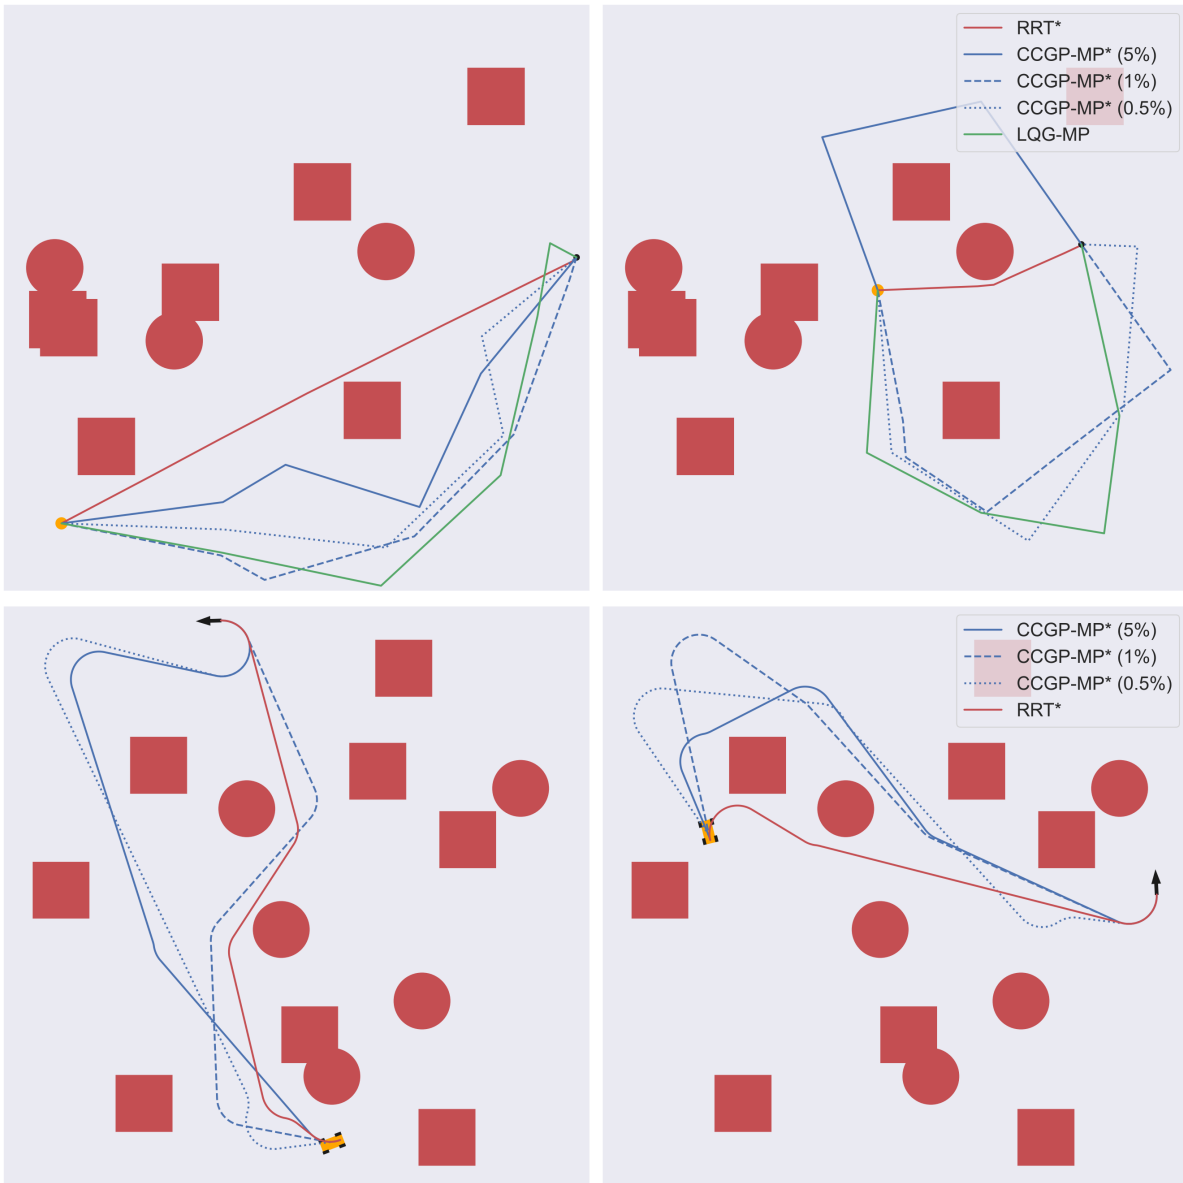 RRT*
CCGP-MP* (5%)
CCGP-MP* (1%)
CCGP-MP* (0.5%)
LQG-MP
CCGP-MP* (5%)
CCGP-MP* (1%)
CCGP-MP* (0.5%)
RRT*